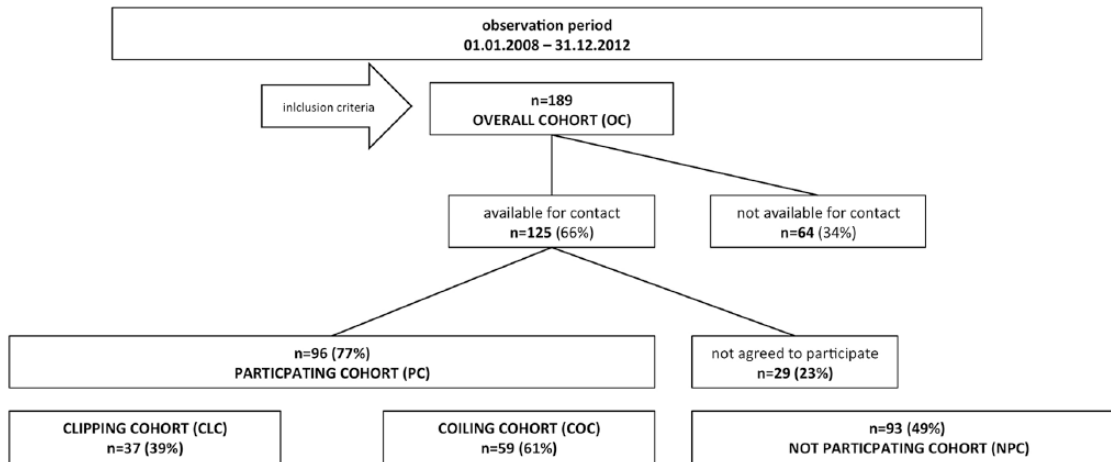 observation period
01.01.2008 – 31.12.2012
inlclusion criteria
n=189
OVERALL COHORT (OC)
available for contact
n=125 (66%)
not available for contact
n=64 (34%)
n=96 (77%)
PARTICPATING COHORT (PC)
not agreed to participate
n=29 (23%)
CLIPPING COHORT (CLC)
n=37 (39%)
COILING COHORT (COC)
n=59 (61%)
n=93 (49%)
NOT PARTICPATING COHORT (NPC)